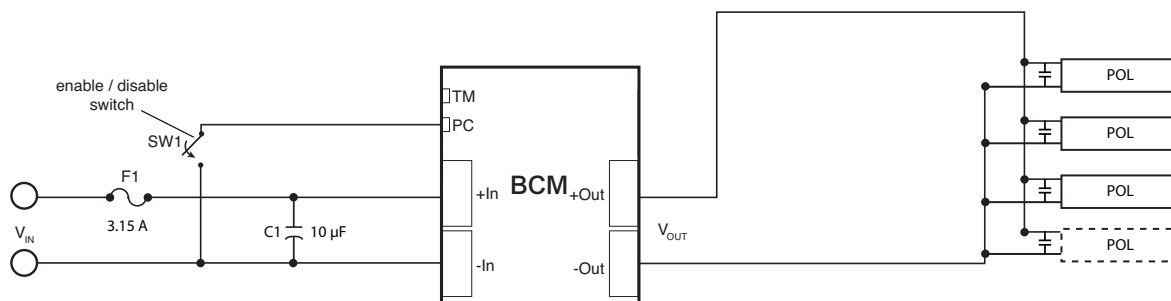 enable / disable
switch
SW1
F1
3.15 A
V_IN
C1
10 µF
TM
PC
BCM
+In
-In
+Out
-Out
V_OUT
POL
POL
POL
POL